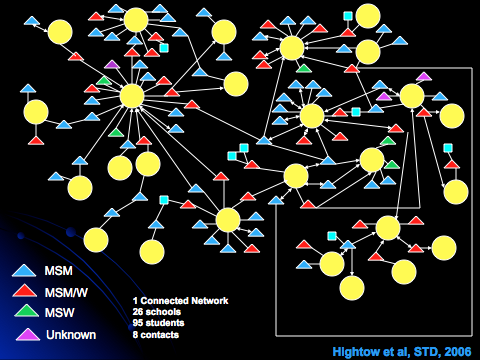 MSM
MSM/W
MSW
Unknown
1 Connected Network
26 schools
95 students
8 contacts
Hightow et al, STD, 2006